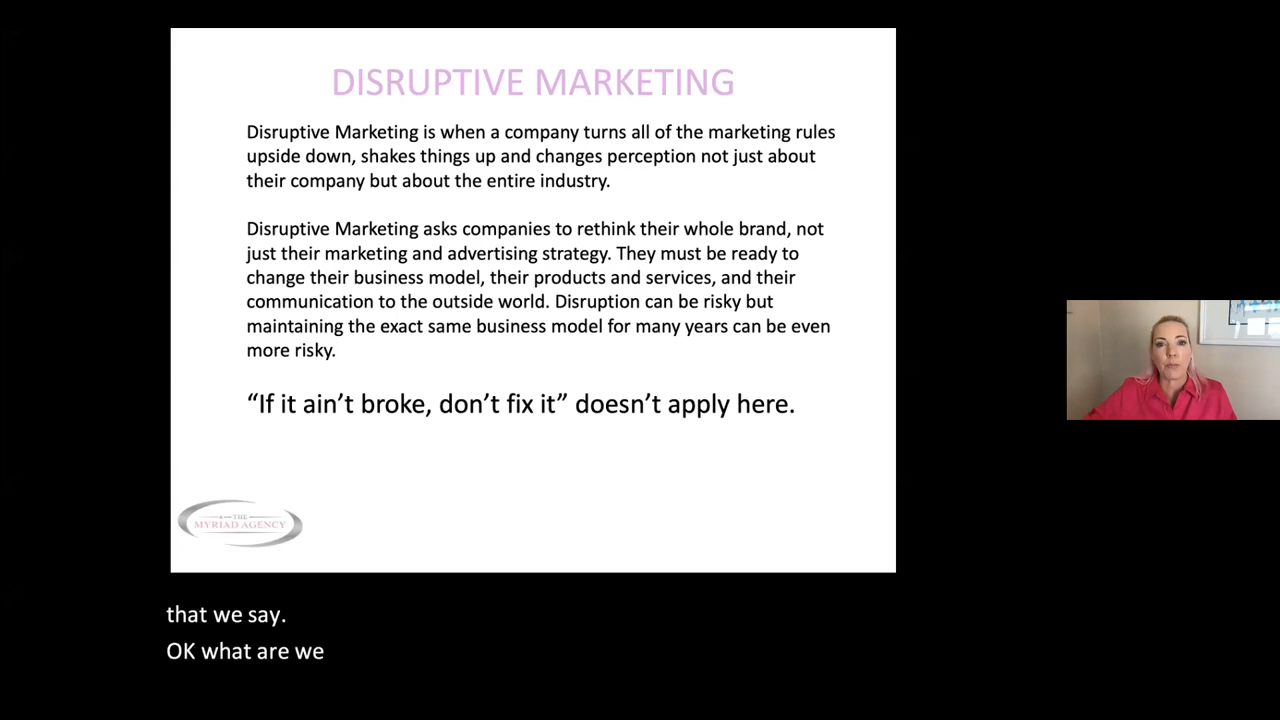 DISRUPTIVE MARKETING
Disruptive Marketing is when a company turns all of the marketing rules
upside down, shakes things up and changes perception not just about
their company but about the entire industry.
Disruptive Marketing asks companies to rethink their whole brand, not
just their marketing and advertising strategy. They must be ready to
change their business model, their products and services, and their
communication to the outside world. Disruption can be risky but
maintaining the exact same business model for many years can be even
more risky.
“If it ain’t broke, don’t fix it” doesn’t apply here.
THE
MYRIAD AGENCY
that we say.
OK what are we